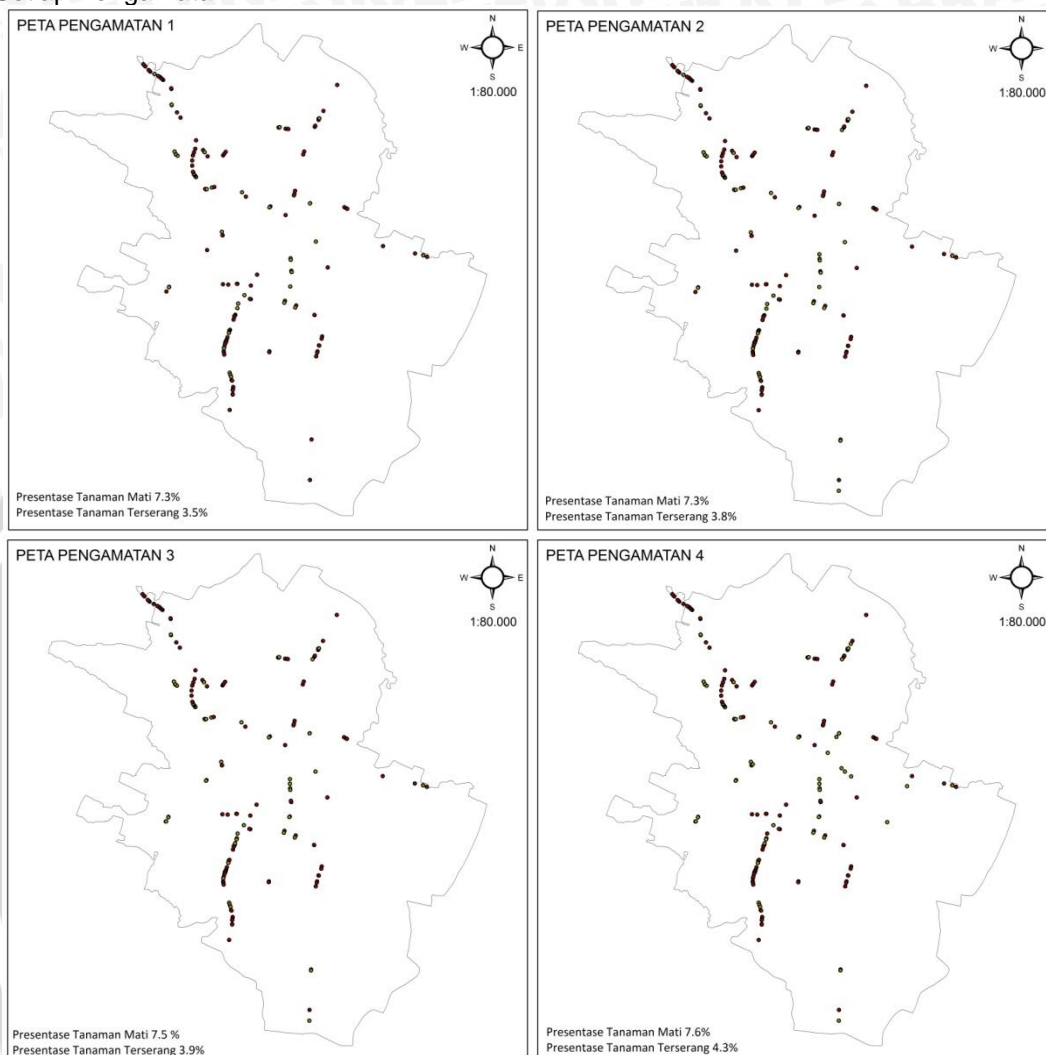 PETA PENGAMATAN 1
N
W E
S
1:80.000
Presentase Tanaman Mati 7.3%
Presentase Tanaman Terserang 3.5%
PETA PENGAMATAN 2
N
W E
S
1:80.000
Presentase Tanaman Mati 7.3%
Presentase Tanaman Terserang 3.8%
PETA PENGAMATAN 3
N
W E
S
1:80.000
Presentase Tanaman Mati 7.5 %
Presentase Tanaman Terserang 3.9%
PETA PENGAMATAN 4
N
W E
S
1:80.000
Presentase Tanaman Mati 7.6%
Presentase Tanaman Terserang 4.3%